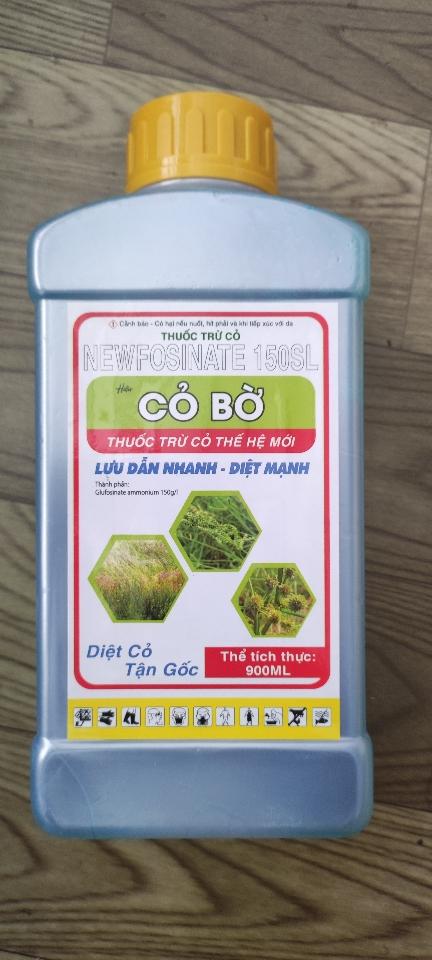 Cảnh báo - Có hại nếu nuốt, hít phải và khi tiếp xúc với da
THUỐC TRỪ CỎ
NEWFOSINATE 150SL
Hiệu
CỎ BỜ
THUỐC TRỪ CỎ THẾ HỆ MỚI
LƯU DẪN NHANH - DIỆT MẠNH
Thành phần:
Glufosinate ammonium 150g/l
Diệt Cỏ
Tận Gốc
Thể tích thực:
900ML